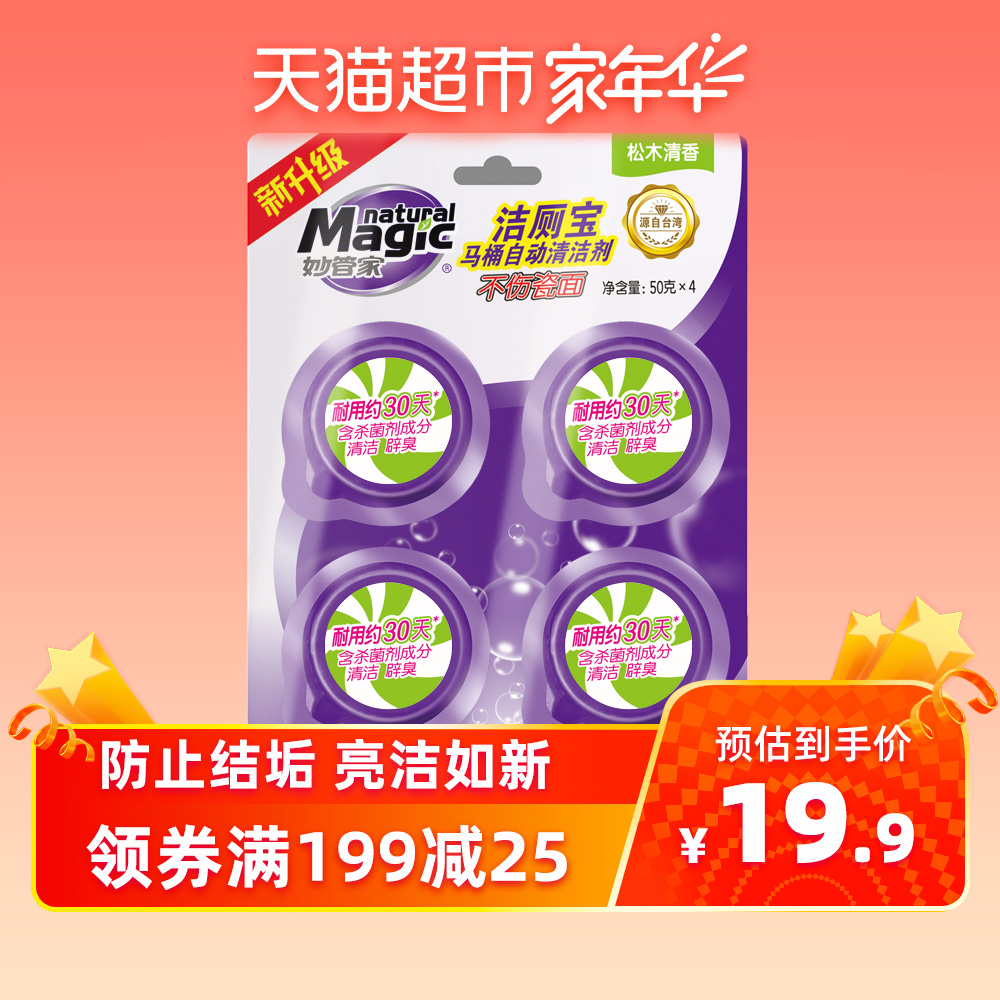 天猫超市 家年华
新升级
松木清香
natural
Magic
妙管家
®
洁厕宝
马桶自动清洁剂
不伤瓷面
源自台湾
净含量: 50克×4
耐用约30天*
含杀菌剂成分
清洁 辟臭
耐用约30天*
含杀菌剂成分
清洁 辟臭
耐用约30天*
含杀菌剂成分
清洁 辟臭
耐用约30天*
含杀菌剂成分
清洁 辟臭
防止结垢 亮洁如新
领券满199减25
预估到手价
¥19.9